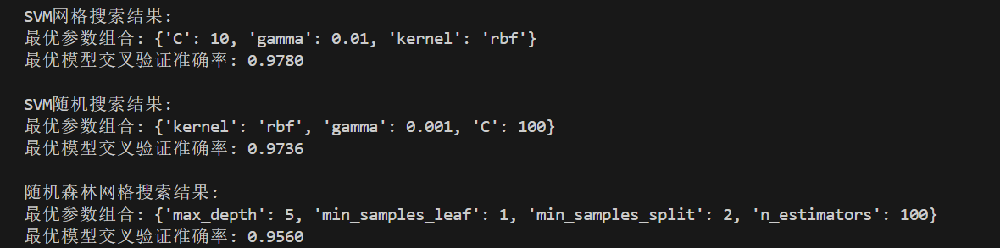 SVM网格搜索结果:
最优参数组合: {'C': 10, 'gamma': 0.01, 'kernel': 'rbf'}
最优模型交叉验证准确率: 0.9780
SVM随机搜索结果:
最优参数组合: {'kernel': 'rbf', 'gamma': 0.001, 'C': 100}
最优模型交叉验证准确率: 0.9736
随机森林网格搜索结果:
最优参数组合: {'max_depth': 5, 'min_samples_leaf': 1, 'min_samples_split': 2, 'n_estimators': 100}
最优模型交叉验证准确率: 0.9560